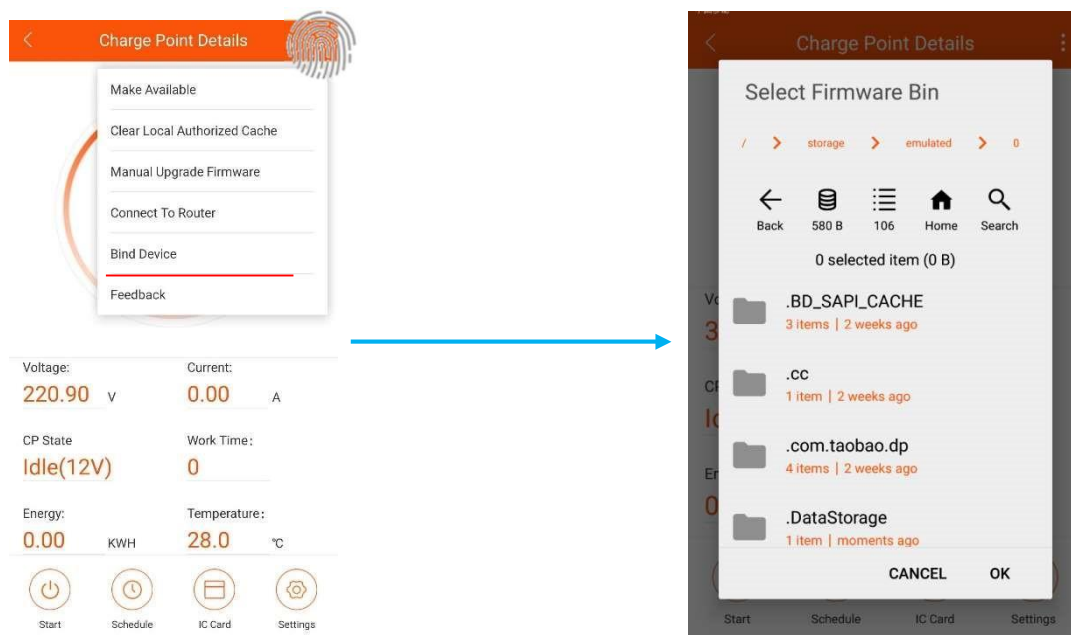 Charge Point Details
Make Available
Clear Local Authorized Cache
Manual Upgrade Firmware
Connect To Router
Bind Device
Feedback
Voltage:
Current:
220.90 V
0.00 A
CP State
Work Time:
Idle(12V)
0
Energy:
Temperature:
0.00 KWH
28.0 ℃
Start
Schedule
IC Card
Settings
Charge Point Details
Select Firmware Bin
/ > storage > emulated > 0
Back
580 B
106
Home
Search
0 selected item (0 B)
.BD_SAPI_CACHE
3 items | 2 weeks ago
.cc
1 item | 2 weeks ago
.com.taobao.dp
4 items | 2 weeks ago
.DataStorage
1 item | moments ago
CANCEL
OK
Start
Schedule
IC Card
Settings